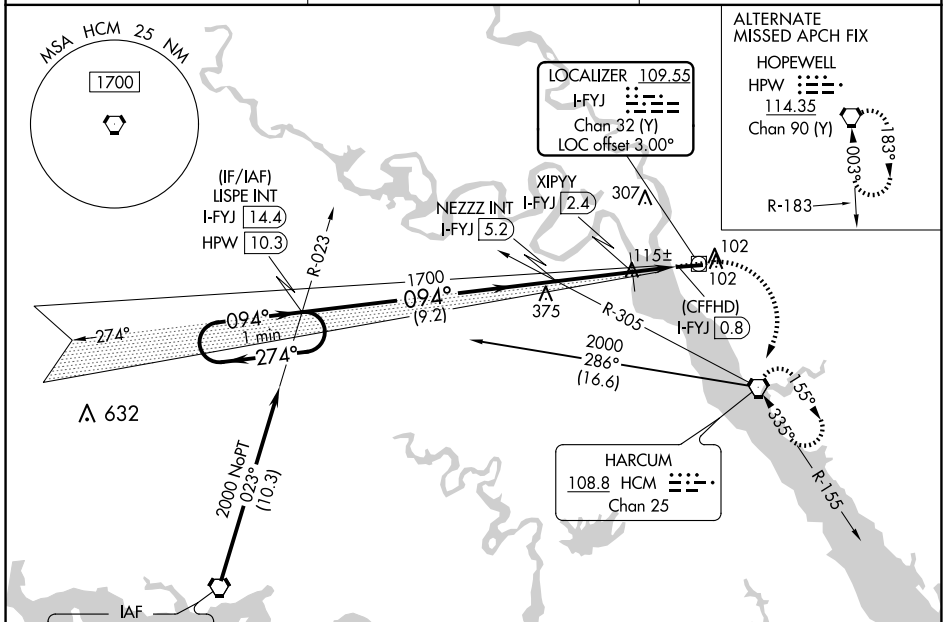 MSA HCM 25 NM
1700
(IF/IAF)
LISPE INT
I-FYJ 14.4
HPW 10.3
R-023
NEZZZ INT
I-FYJ 5.2
XIPYY
I-FYJ 2.4
LOCALIZER 109.55
I-FYJ
Chan 32 (Y)
LOC offset 3.00°
ALTERNATE
MISSED APCH FIX
HOPEWELL
HPW
114.35
Chan 90 (Y)
183°
003°
R-183
307
115±
102
102
(CFFHD)
I-FYJ 0.8
1700
094°
(9.2)
375
R-305
094°
1 min
274°
274°
632
2000
286°
(16.6)
155°
335°
R-155
HARCUM
108.8 HCM
Chan 25
2000 NoPT
023°
(10.3)
IAF